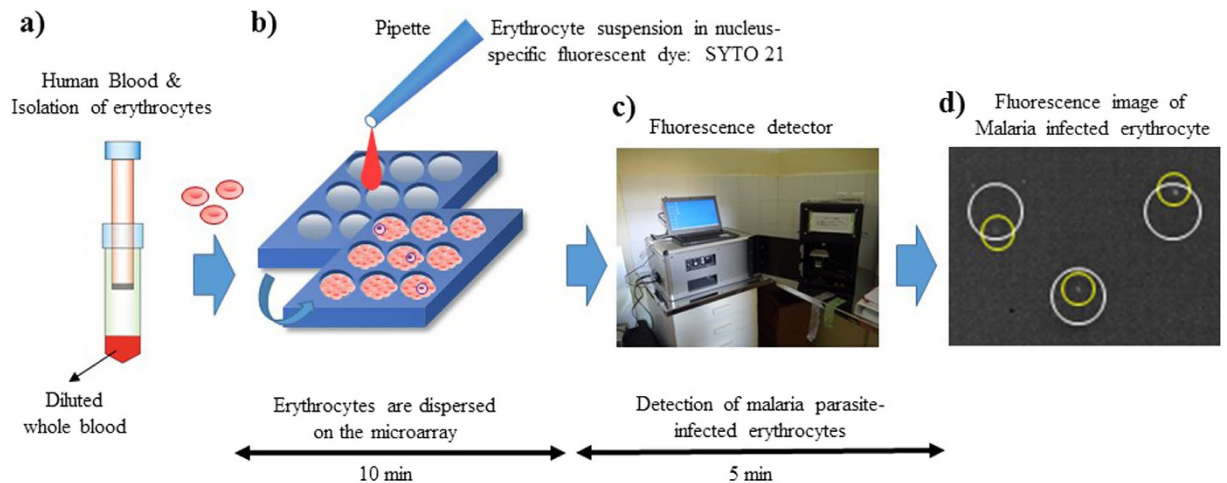 a)
Human Blood &
Isolation of erythrocytes
Diluted
whole blood
b)
Pipette
Erythrocyte suspension in nucleus-
specific fluorescent dye: SYTO 21
Erythrocytes are dispersed
on the microarray
10 min
c)
Fluorescence detector
Detection of malaria parasite-
infected erythrocytes
5 min
d)
Fluorescence image of
Malaria infected erythrocyte